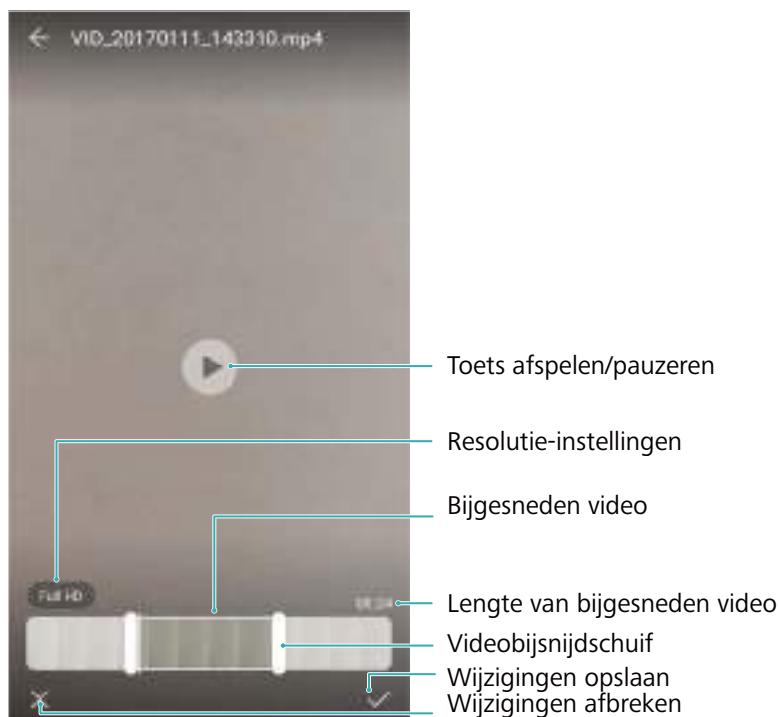 VID_20170111_143310.mp4
Toets afspelen/pauzeren
Resolutie-instellingen
Bijgesneden video
Full HD
Lengte van bijgesneden video
Videobijsnijdschuif
Wijzigingen opslaan
Wijzigingen afbreken